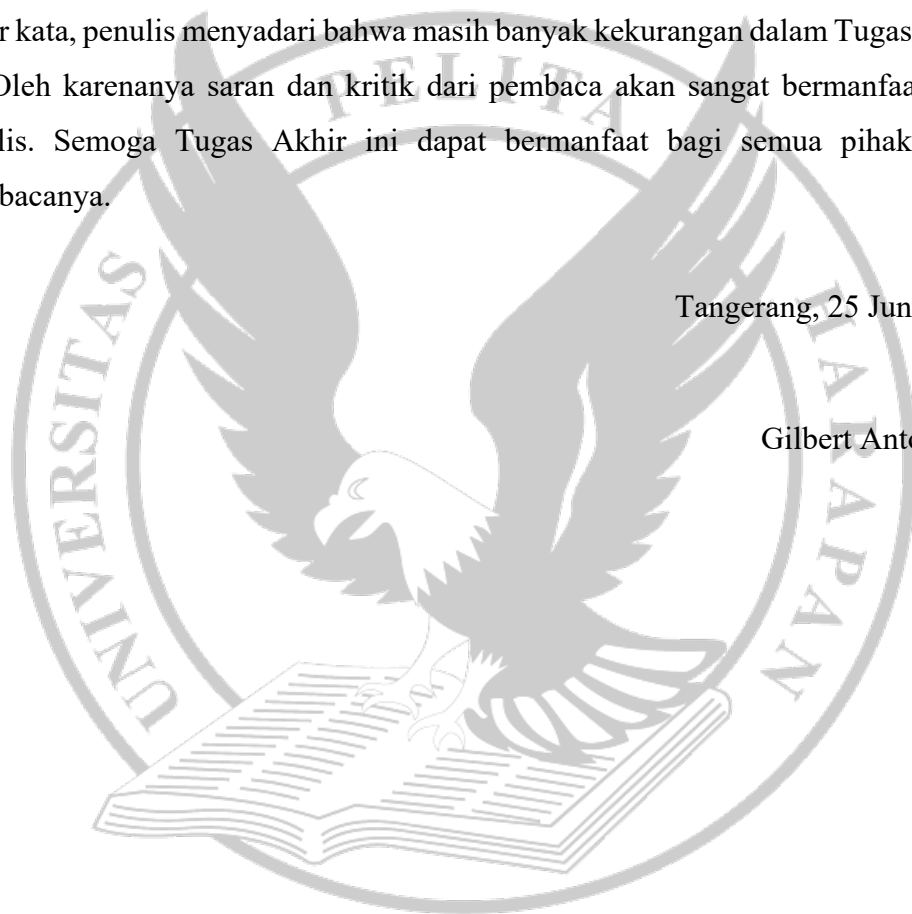 r kata, penulis menyadari bahwa masih banyak kekurangan dalam Tugas
Oleh karenanya saran dan kritik dari pembaca akan sangat bermanfaa
lis. Semoga Tugas Akhir ini dapat bermanfaat bagi semua pihak
bacanya.
Tangerang, 25 Jun
Gilbert Anto
UNIVERSITAS PELITA HARAPAN